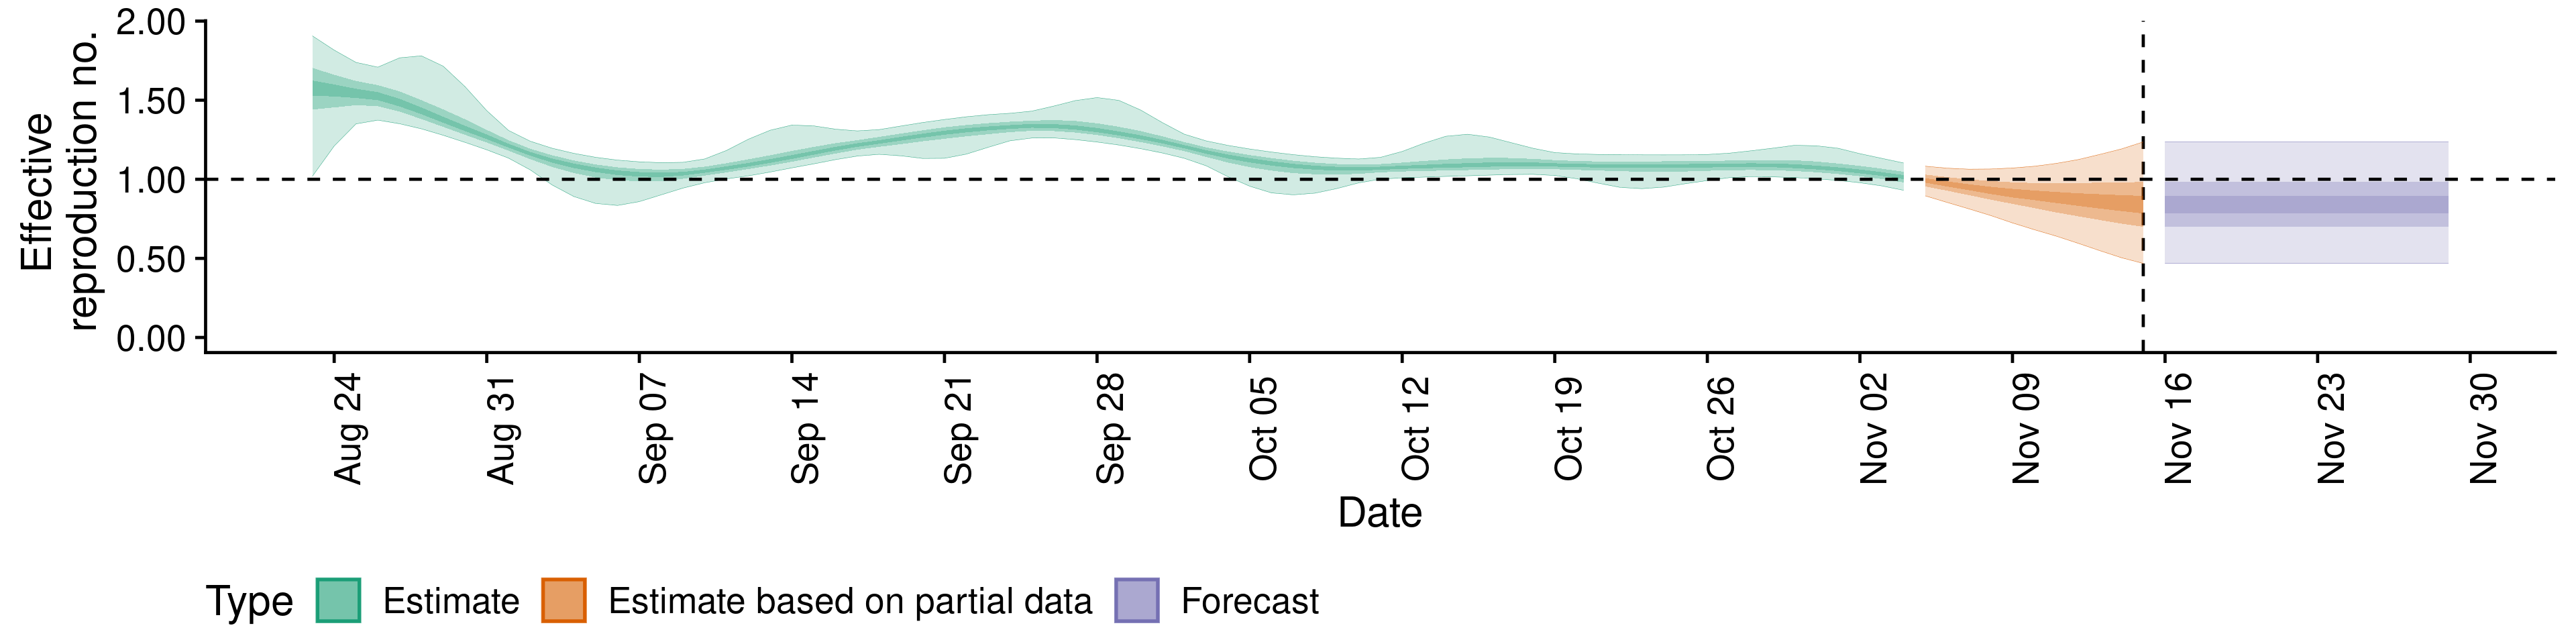 Effective
reproduction no.
2.00
1.50
1.00
0.50
0.00
Aug 24
Aug 31
Sep 07
Sep 14
Sep 21
Sep 28
Oct 05
Oct 12
Oct 19
Oct 26
Nov 02
Nov 09
Nov 16
Nov 23
Nov 30
Date
Type Estimate Estimate based on partial data Forecast